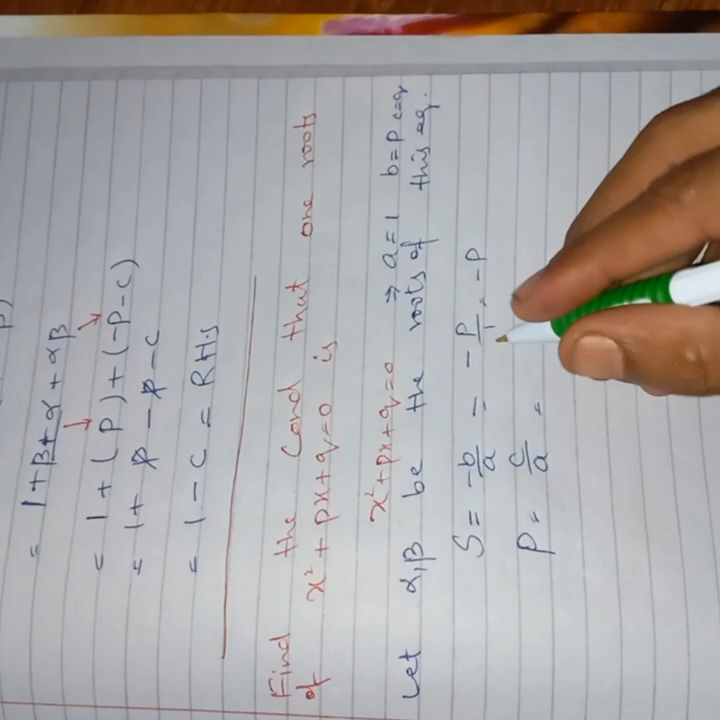 = 1+β+α+αβ
= 1+(P)+(-P-C)
= 1+P-P-C
= 1-C = RHS
Find the Cond that one roots
of x²+px+q=0 is
x²+px+q=0 ⇒ a=1 b=P c=q
Let α,β be the roots of this eq.
S = -b/a = -P/1 = -P
P = c/a =